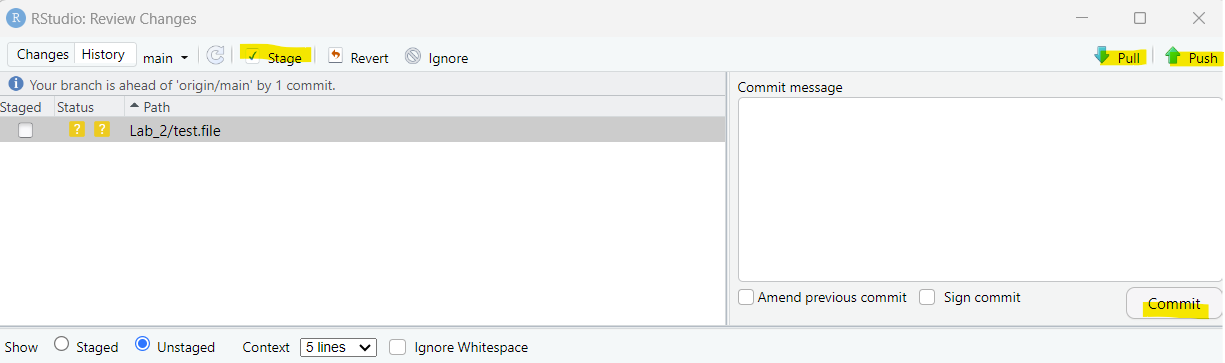 R RStudio: Review Changes
Changes History main Stage Revert Ignore Pull Push
Your branch is ahead of 'origin/main' by 1 commit.
Staged Status Path
? ? Lab_2/test.file
Commit message
Amend previous commit Sign commit
Commit
Show Staged Unstaged Context 5 lines Ignore Whitespace